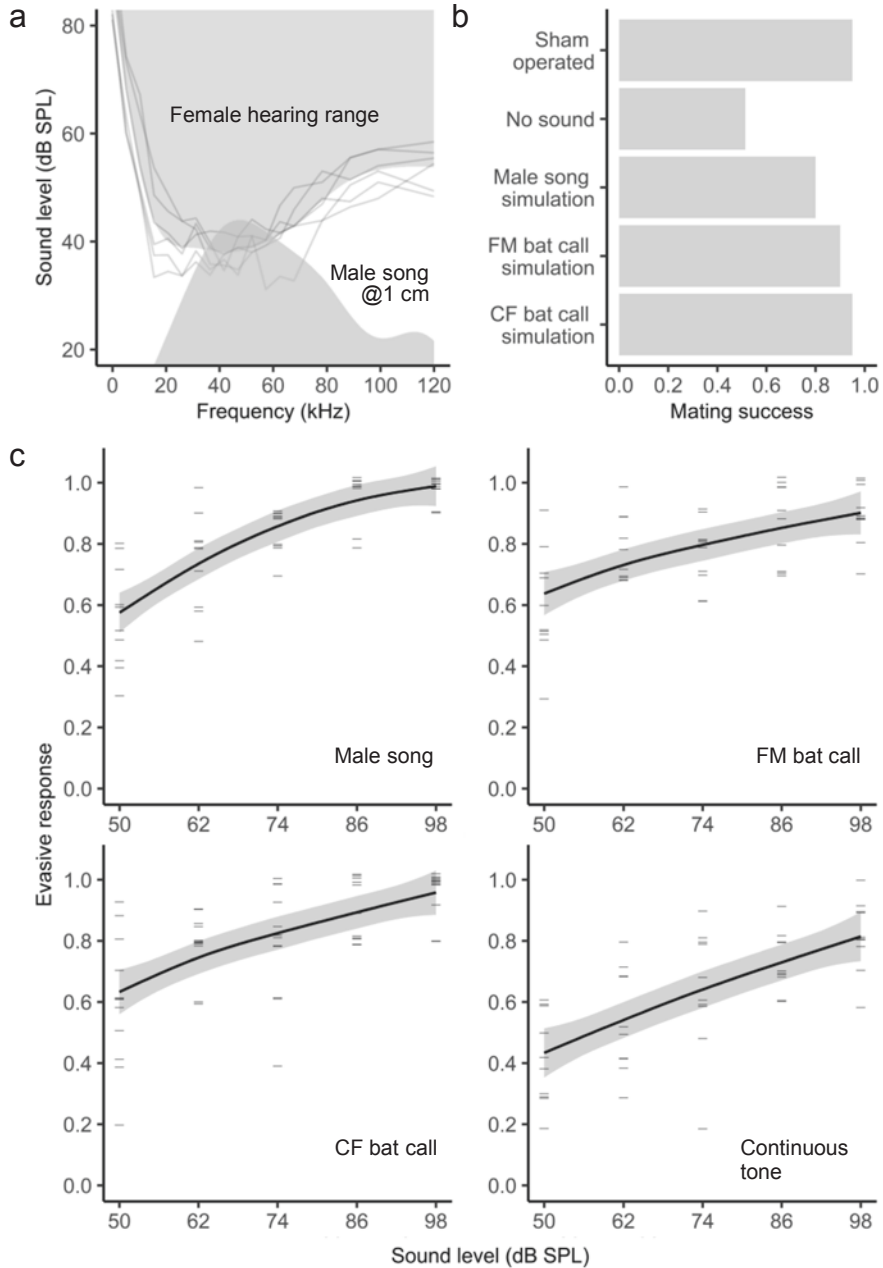 a
80
60
40
20
Sound level (dB SPL)
Female hearing range
Male song
@1 cm
0 20 40 60 80 100 120
Frequency (kHz)
b
Sham
operated
No sound
Male song
simulation
FM bat call
simulation
CF bat call
simulation
0.0 0.2 0.4 0.6 0.8 1.0
Mating success
c
Evasive response
1.0
0.8
0.6
0.4
0.2
0.0
Male song
50 62 74 86 98
1.0
0.8
0.6
0.4
0.2
0.0
FM bat call
50 62 74 86 98
1.0
0.8
0.6
0.4
0.2
0.0
CF bat call
50 62 74 86 98
1.0
0.8
0.6
0.4
0.2
0.0
Continuous
tone
50 62 74 86 98
Sound level (dB SPL)